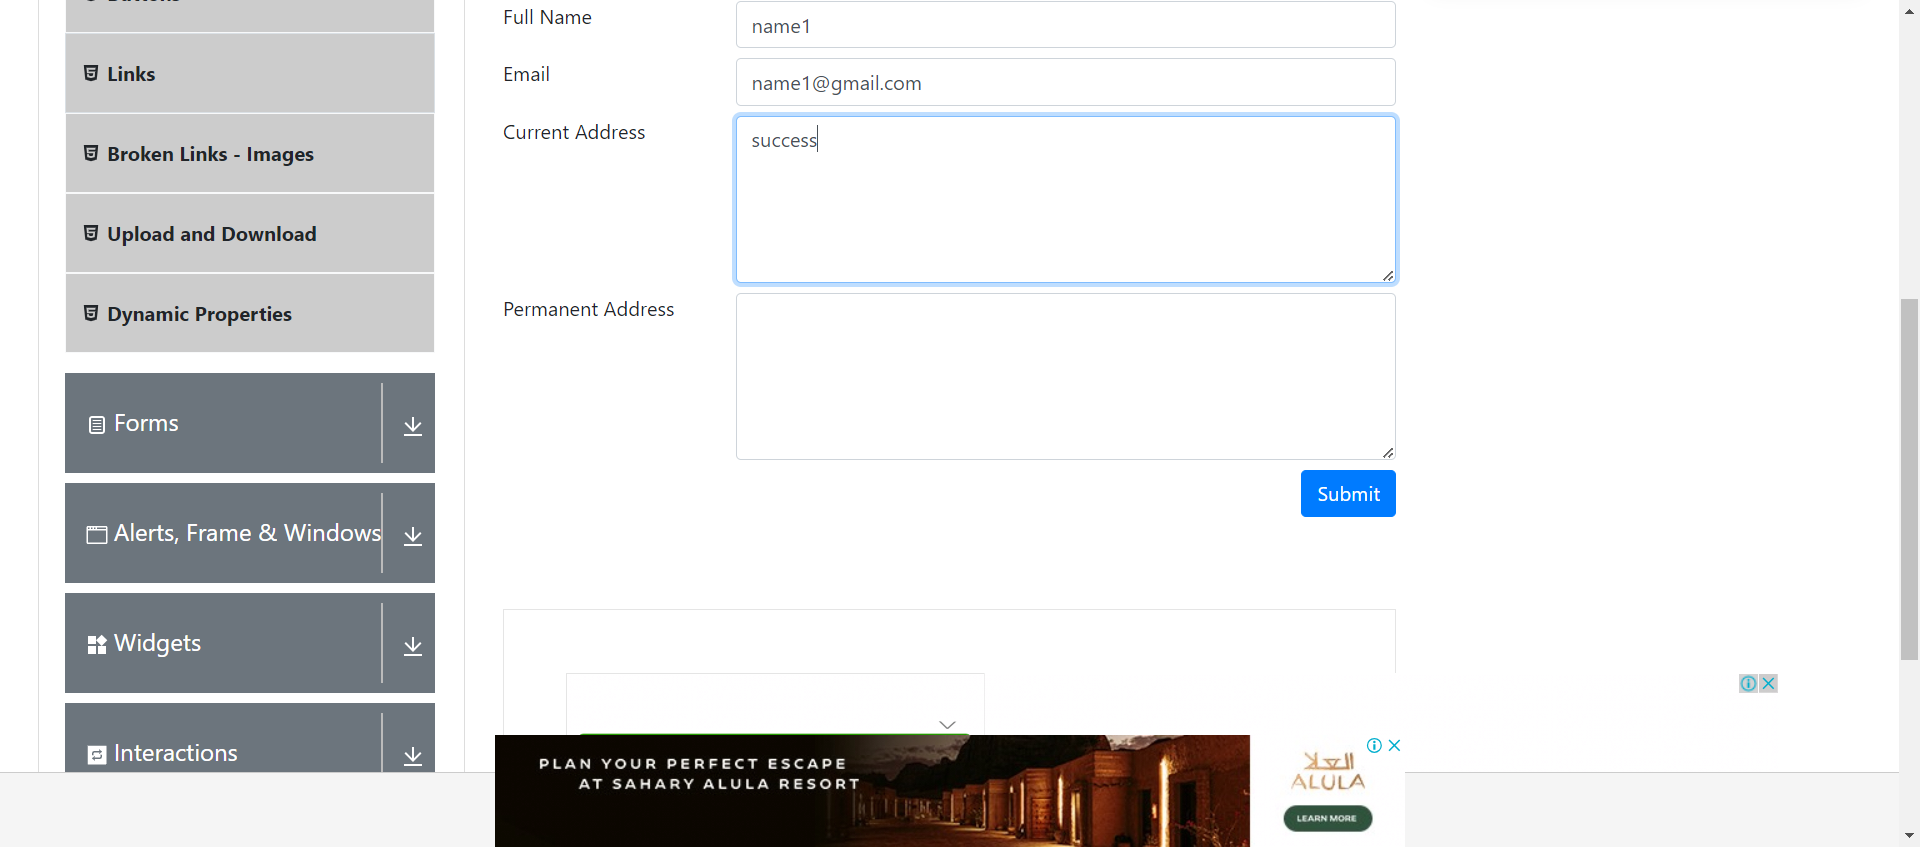 Links
Broken Links - Images
Upload and Download
Dynamic Properties
Forms
Alerts, Frame & Windows
Widgets
Interactions
Full Name
name1
Email
name1@gmail.com
Current Address
success
Permanent Address
Submit
PLAN YOUR PERFECT ESCAPE
AT SAHARY ALULA RESORT
العلا
ALULA
LEARN MORE